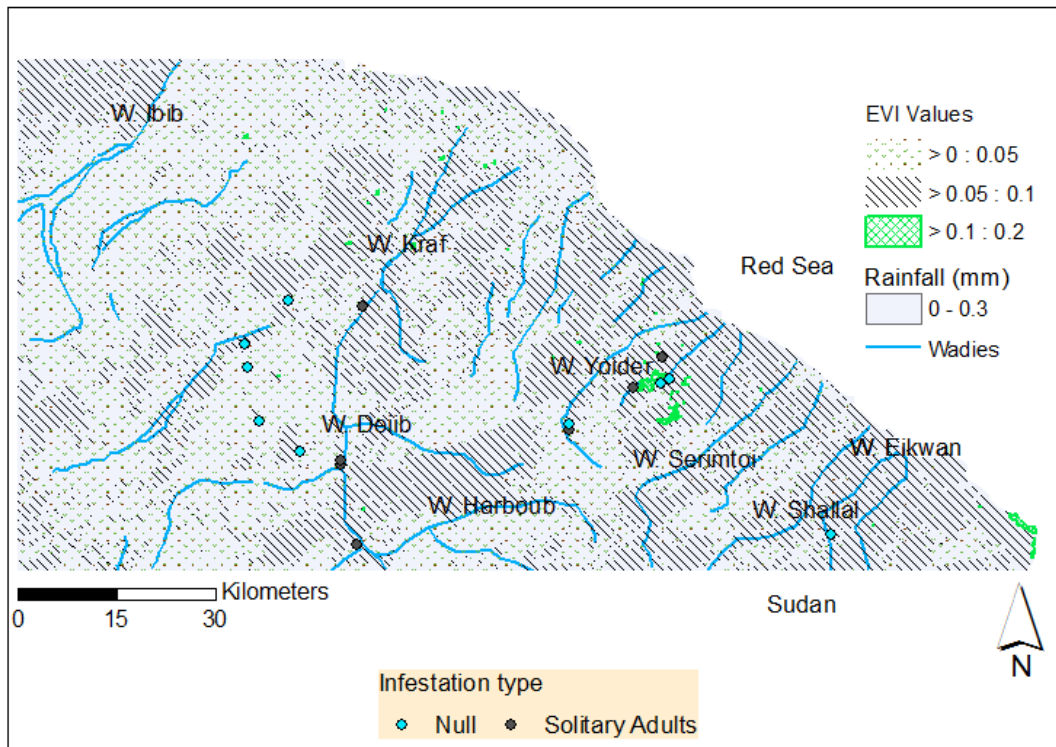 W. Ibib
EVI Values
> 0 : 0.05
> 0.05 : 0.1
> 0.1 : 0.2
W. Kraf
Red Sea
Rainfall (mm)
0 - 0.3
Wadies
W. Yoider
W. Deiib
W. Serimtoi
W. Eikwan
W. Harboub
W. Shallal
Kilometers
0 15 30
Sudan
N
Infestation type
Null Solitary Adults